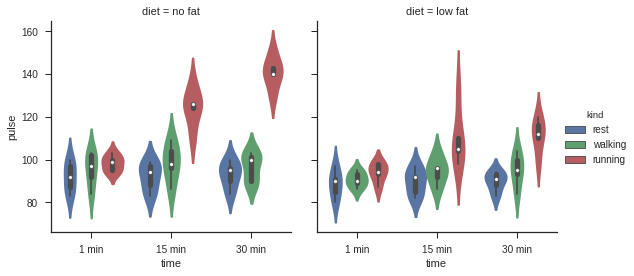 diet = no fat
diet = low fat
160
140
120
100
80
pulse
1 min
15 min
30 min
1 min
15 min
30 min
time
time
kind
rest
walking
running